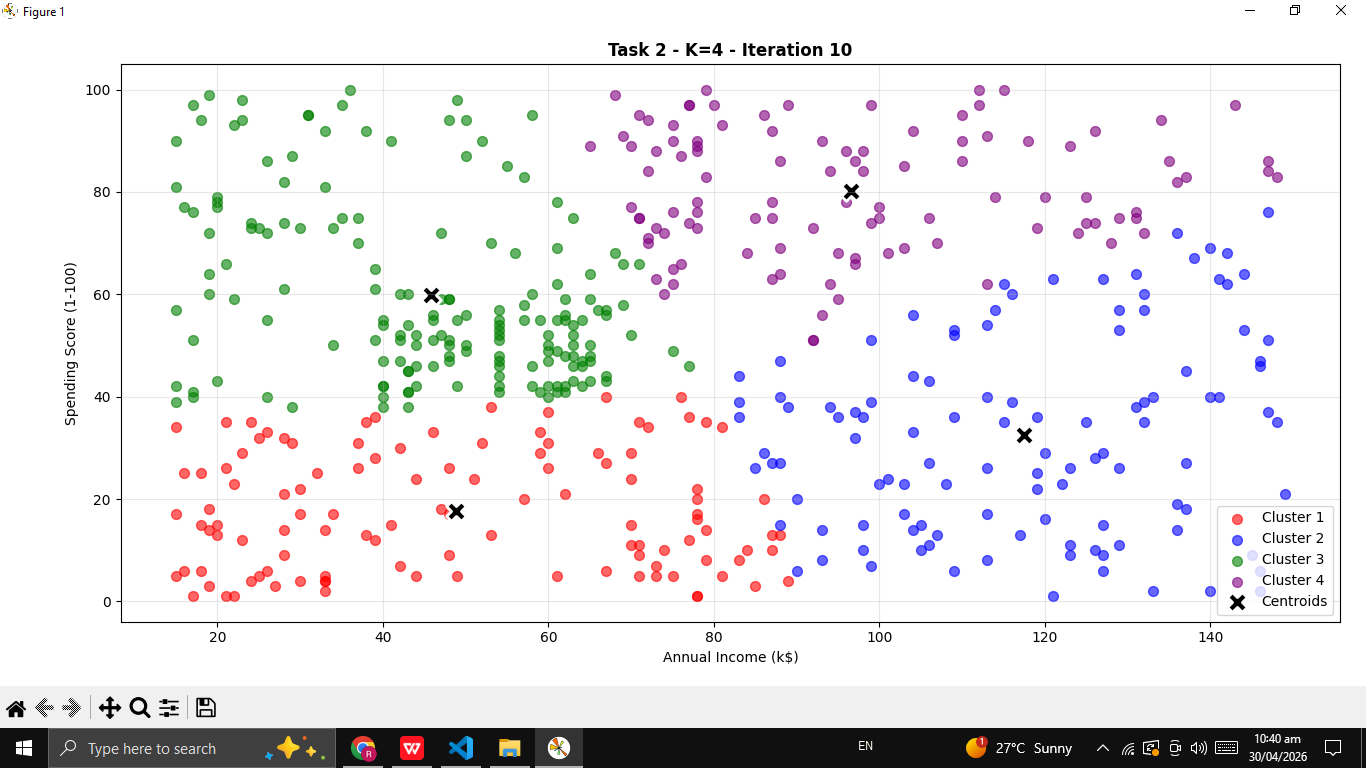 Figure 1
Task 2 - K=4 - Iteration 10
100
80
60
40
20
0
Spending Score (1-100)
Cluster 1
Cluster 2
Cluster 3
Cluster 4
Centroids
20 40 60 80 100 120 140
Annual Income (k$)
Type here to search
R
W
EN
1
27°C Sunny
10:40 am
30/04/2026